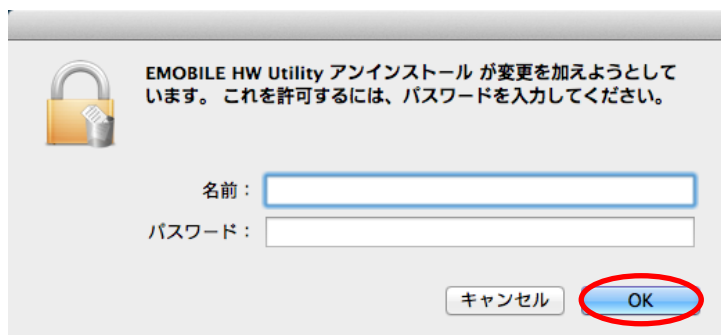 EMOBILE HW Utility アンインストール が変更を加えようとして
います。 これを許可するには、パスワードを入力してください。
名前：
パスワード：
キャンセル OK